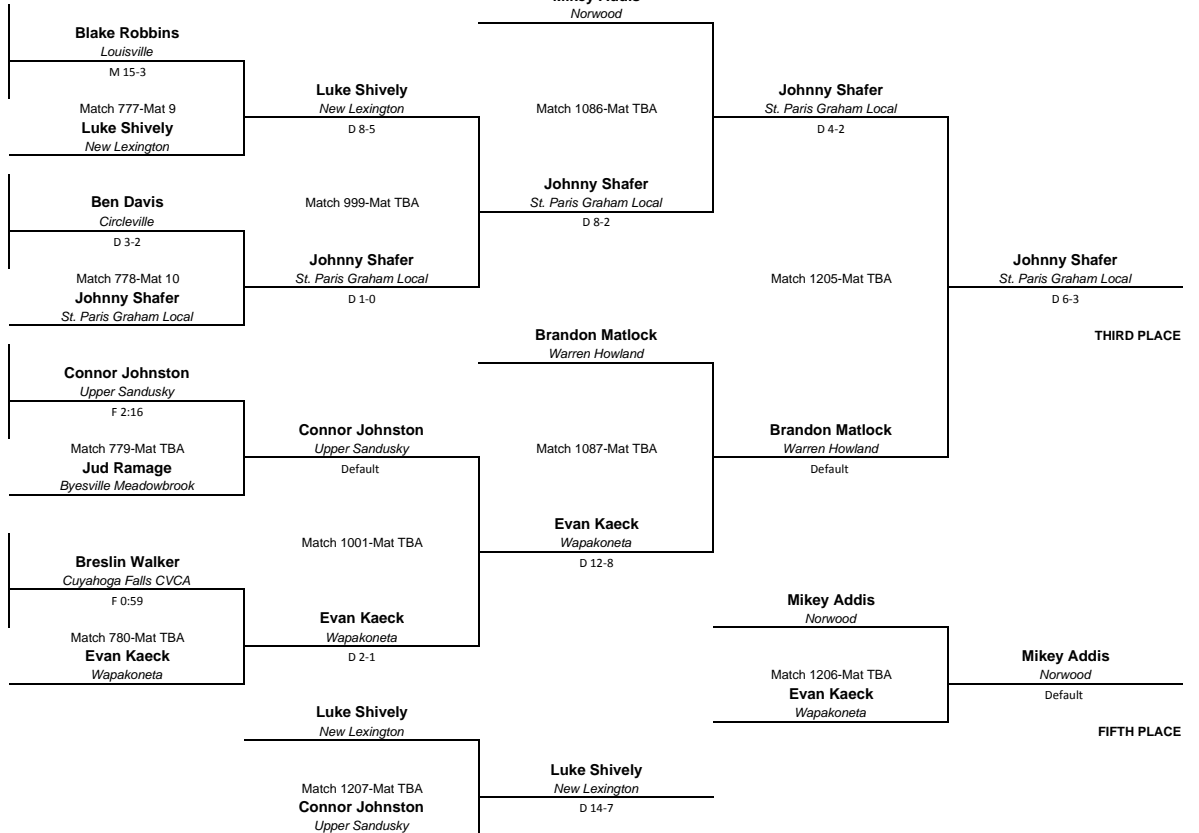 Blake Robbins
Louisville
M 15-3
Match 777-Mat 9
Luke Shively
New Lexington
Ben Davis
Circleville
D 3-2
Match 778-Mat 10
Johnny Shafer
St. Paris Graham Local
Connor Johnston
Upper Sandusky
F 2:16
Match 779-Mat TBA
Jud Ramage
Byesville Meadowbrook
Breslin Walker
Cuyahoga Falls CVCA
F 0:59
Match 780-Mat TBA
Evan Kaeck
Wapakoneta
Luke Shively
New Lexington
D 8-5
Match 999-Mat TBA
Johnny Shafer
St. Paris Graham Local
D 1-0
Connor Johnston
Upper Sandusky
Default
Match 1001-Mat TBA
Evan Kaeck
Wapakoneta
D 2-1
Luke Shively
New Lexington
Match 1207-Mat TBA
Connor Johnston
Upper Sandusky
Mikey Addis
Norwood
Match 1086-Mat TBA
Johnny Shafer
St. Paris Graham Local
D 8-2
Brandon Matlock
Warren Howland
Match 1087-Mat TBA
Evan Kaeck
Wapakoneta
D 12-8
Luke Shively
New Lexington
D 14-7
Johnny Shafer
St. Paris Graham Local
D 4-2
Match 1205-Mat TBA
Brandon Matlock
Warren Howland
Default
Mikey Addis
Norwood
Match 1206-Mat TBA
Evan Kaeck
Wapakoneta
Johnny Shafer
St. Paris Graham Local
D 6-3
THIRD PLACE
Mikey Addis
Norwood
Default
FIFTH PLACE